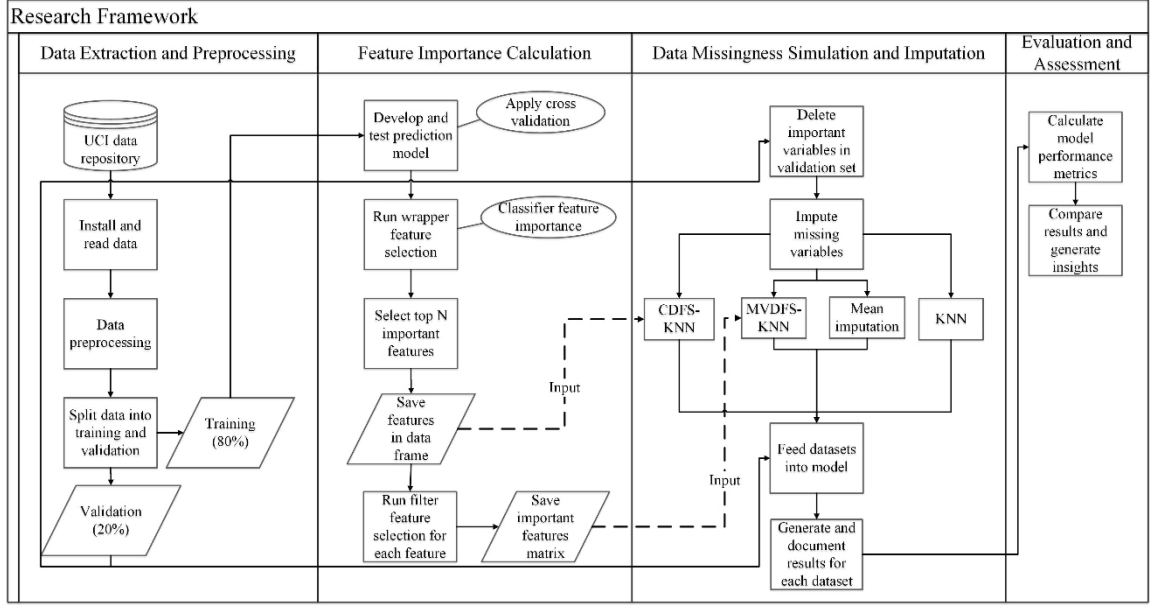 Research Framework
Data Extraction and Preprocessing
Feature Importance Calculation
Data Missingness Simulation and Imputation
Evaluation and
Assessment
UCI data
repository
Install and
read data
Data
preprocessing
Split data into
training and
validation
Training
(80%)
Validation
(20%)
Develop and
test prediction
model
Apply cross
validation
Run wrapper
feature
selection
Classifier feature
importance
Select top N
important
features
Save
features
in data
frame
Run filter
feature
selection for
each feature
Save
important
features
matrix
Input
Input
Delete
important
variables in
validation set
Impute
missing
variables
CDFS-
KNN
MVDFS-
KNN
Mean
imputation
KNN
Feed datasets
into model
Generate and
document
results for
each dataset
Calculate
model
performance
metrics
Compare
results and
generate
insights